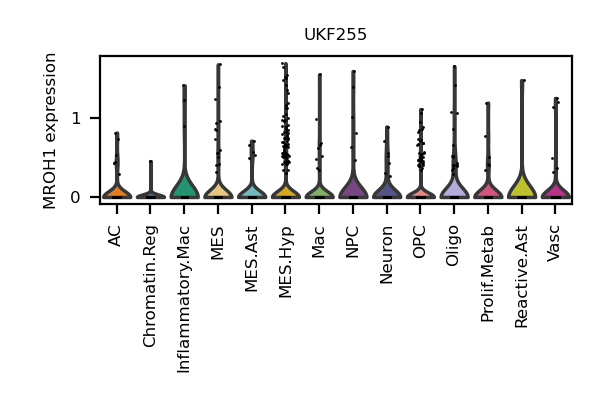 UKF255
MROH1 expression
1
0
AC
Chromatin.Reg
Inflammatory.Mac
MES
MES.Ast
MES.Hyp
Mac
NPC
Neuron
OPC
Oligo
Prolif.Metab
Reactive.Ast
Vasc